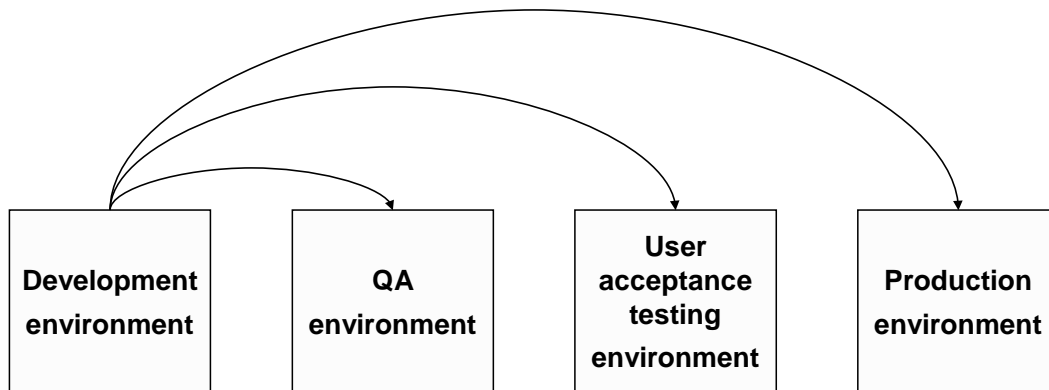 Development
environment
QA
environment
User
acceptance
testing
environment
Production
environment